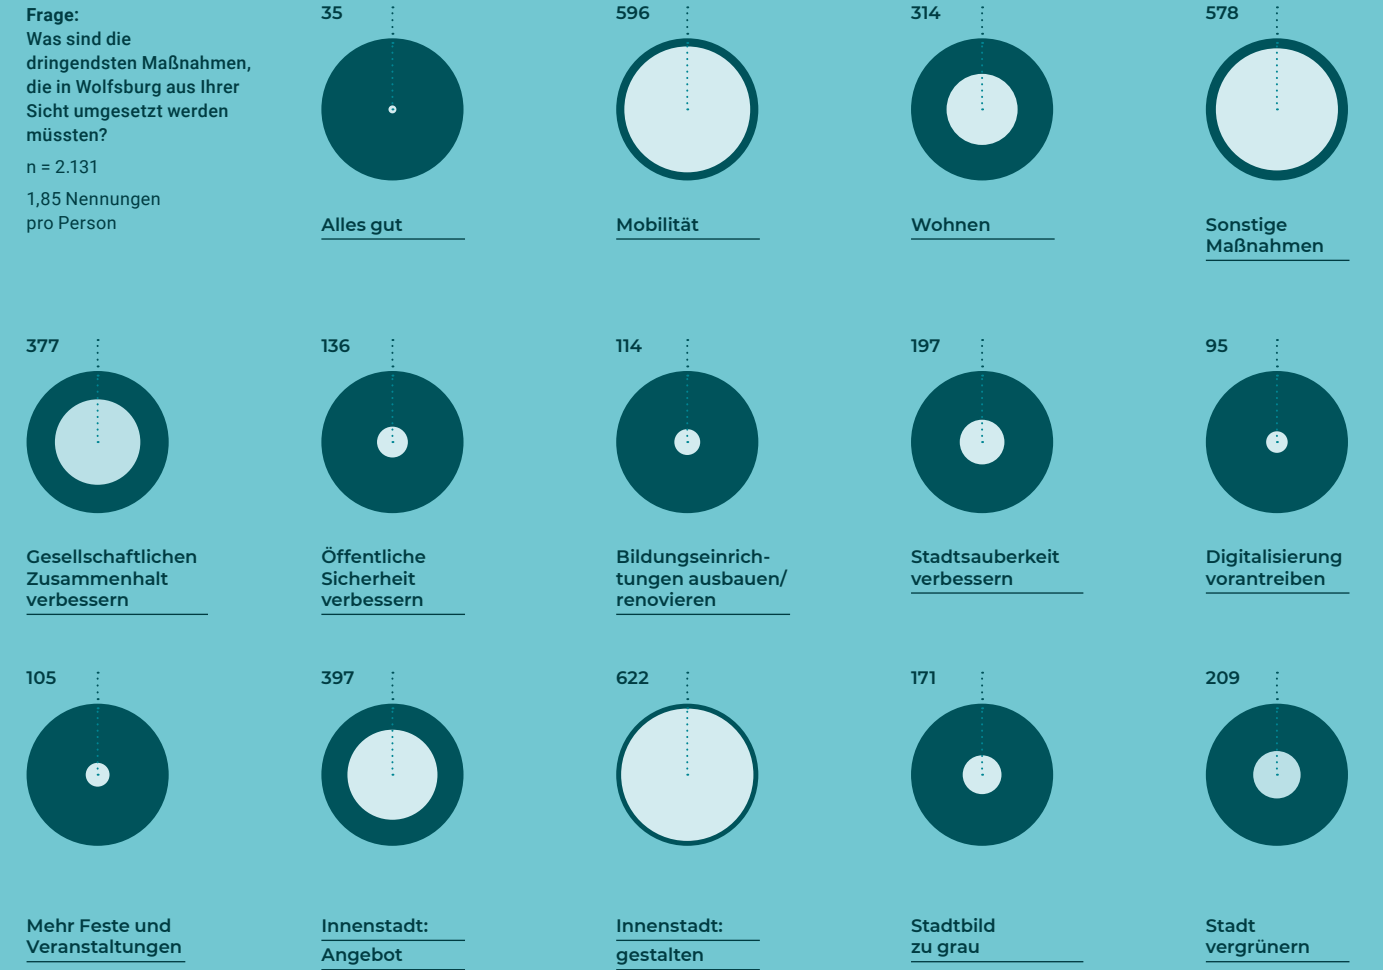 Frage:
Was sind die
dringendsten Maßnahmen,
die in Wolfsburg aus Ihrer
Sicht umgesetzt werden
müssten?
n = 2.131
1,85 Nennungen
pro Person
35
Alles gut
596
Mobilität
314
Wohnen
578
Sonstige
Maßnahmen
377
Gesellschaftlichen
Zusammenhalt
verbessern
136
Öffentliche
Sicherheit
verbessern
114
Bildungseinrich-
tungen ausbauen/
renovieren
197
Stadtsauberkeit
verbessern
95
Digitalisierung
vorantreiben
105
Mehr Feste und
Veranstaltungen
397
Innenstadt:
Angebot
622
Innenstadt:
gestalten
171
Stadtbild
zu grau
209
Stadt
vergrünern